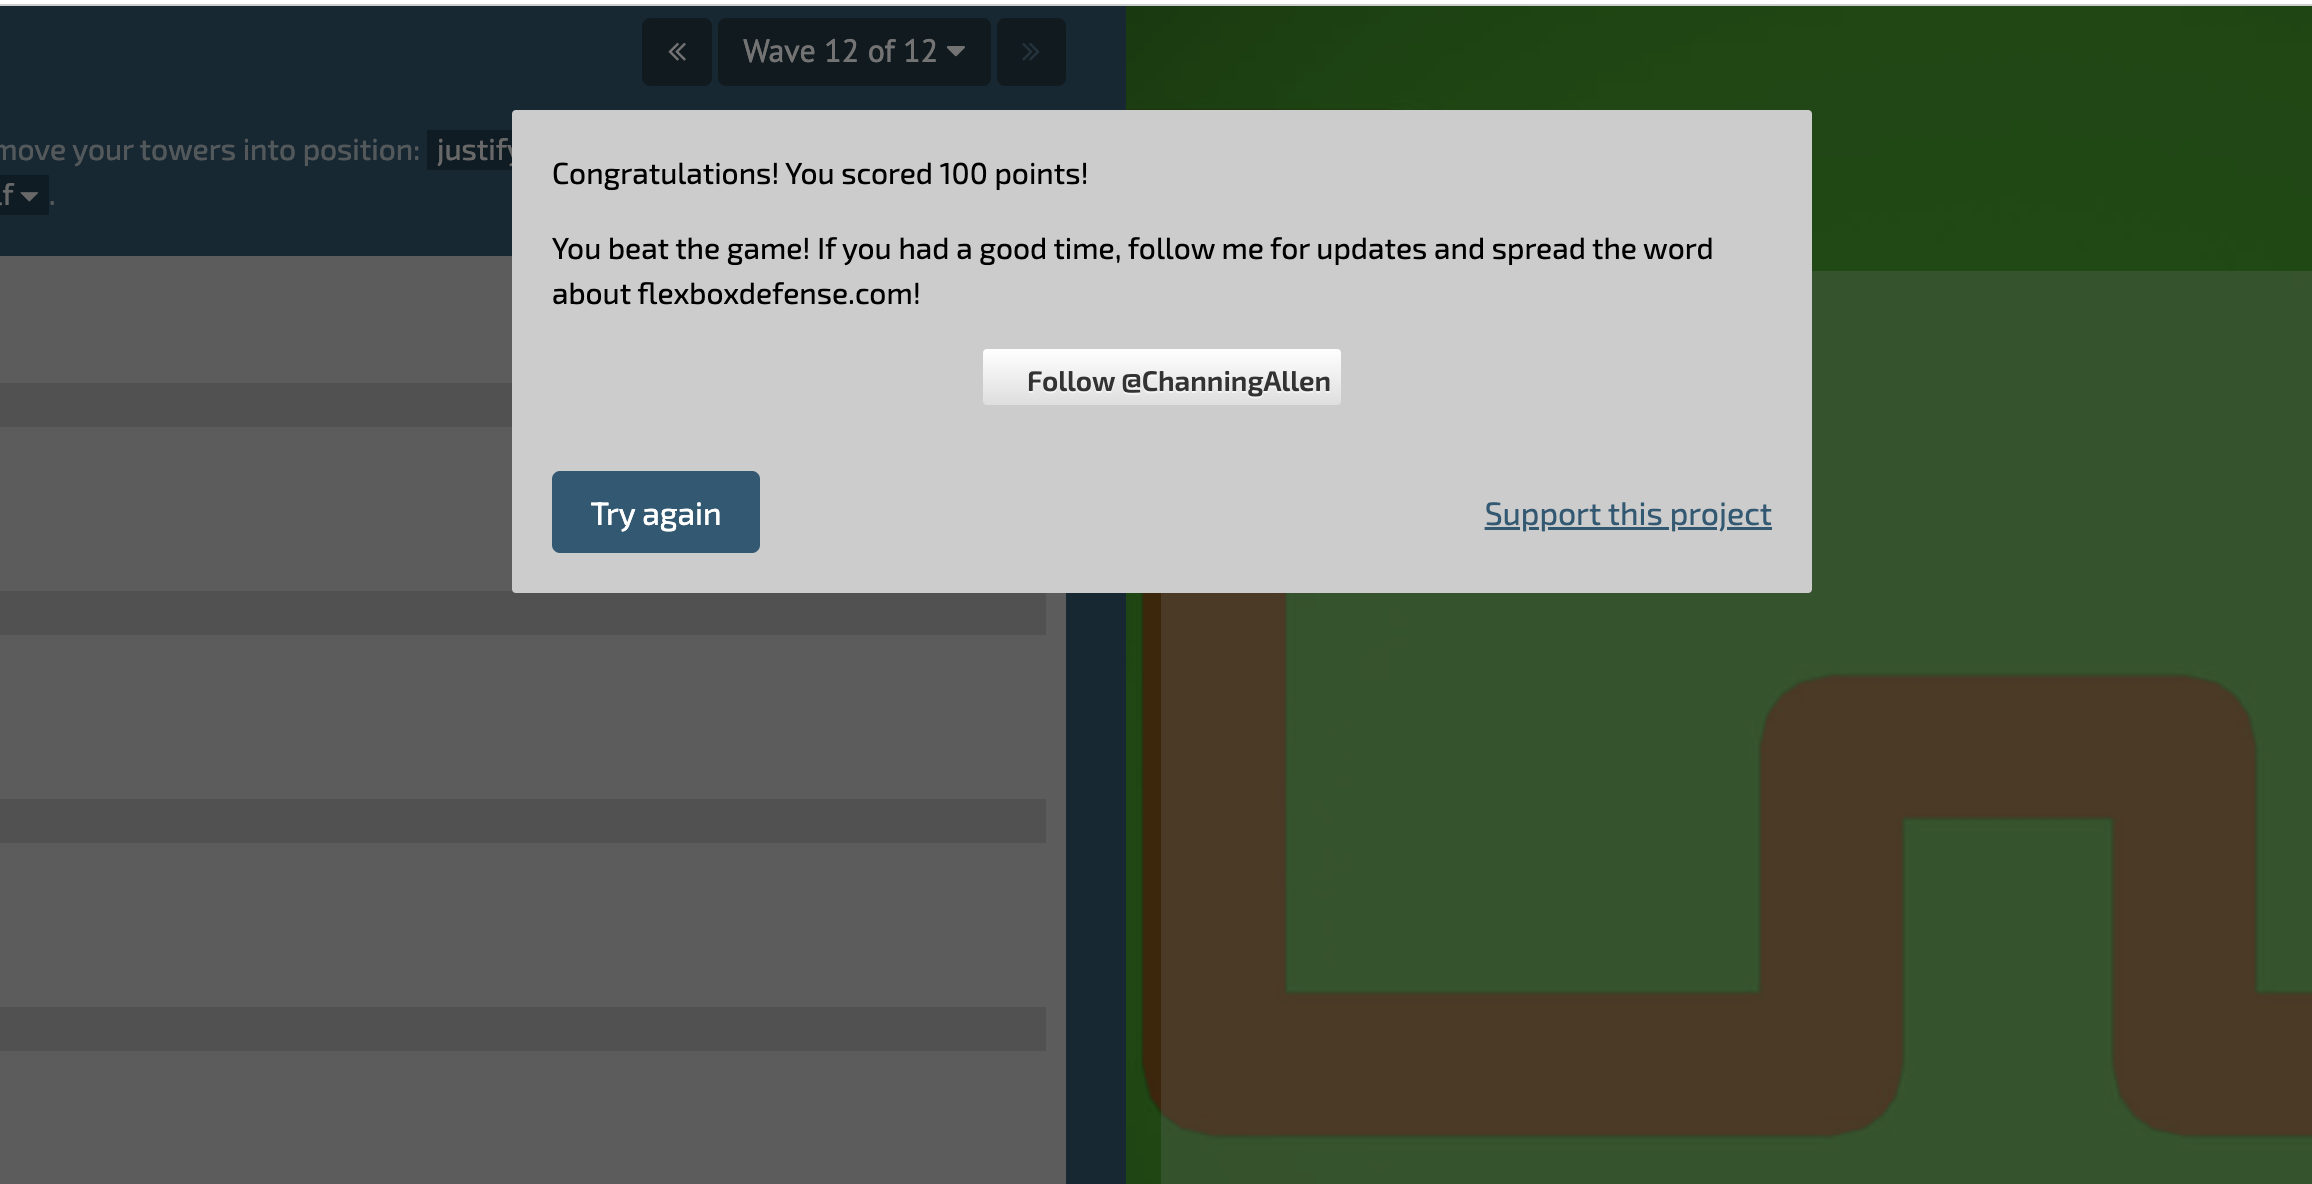 Wave 12 of 12
move your towers into position: justify
lf
.
Congratulations! You scored 100 points!
You beat the game! If you had a good time, follow me for updates and spread the word
about flexboxdefense.com!
Follow @ChanningAllen
Try again
Support this project